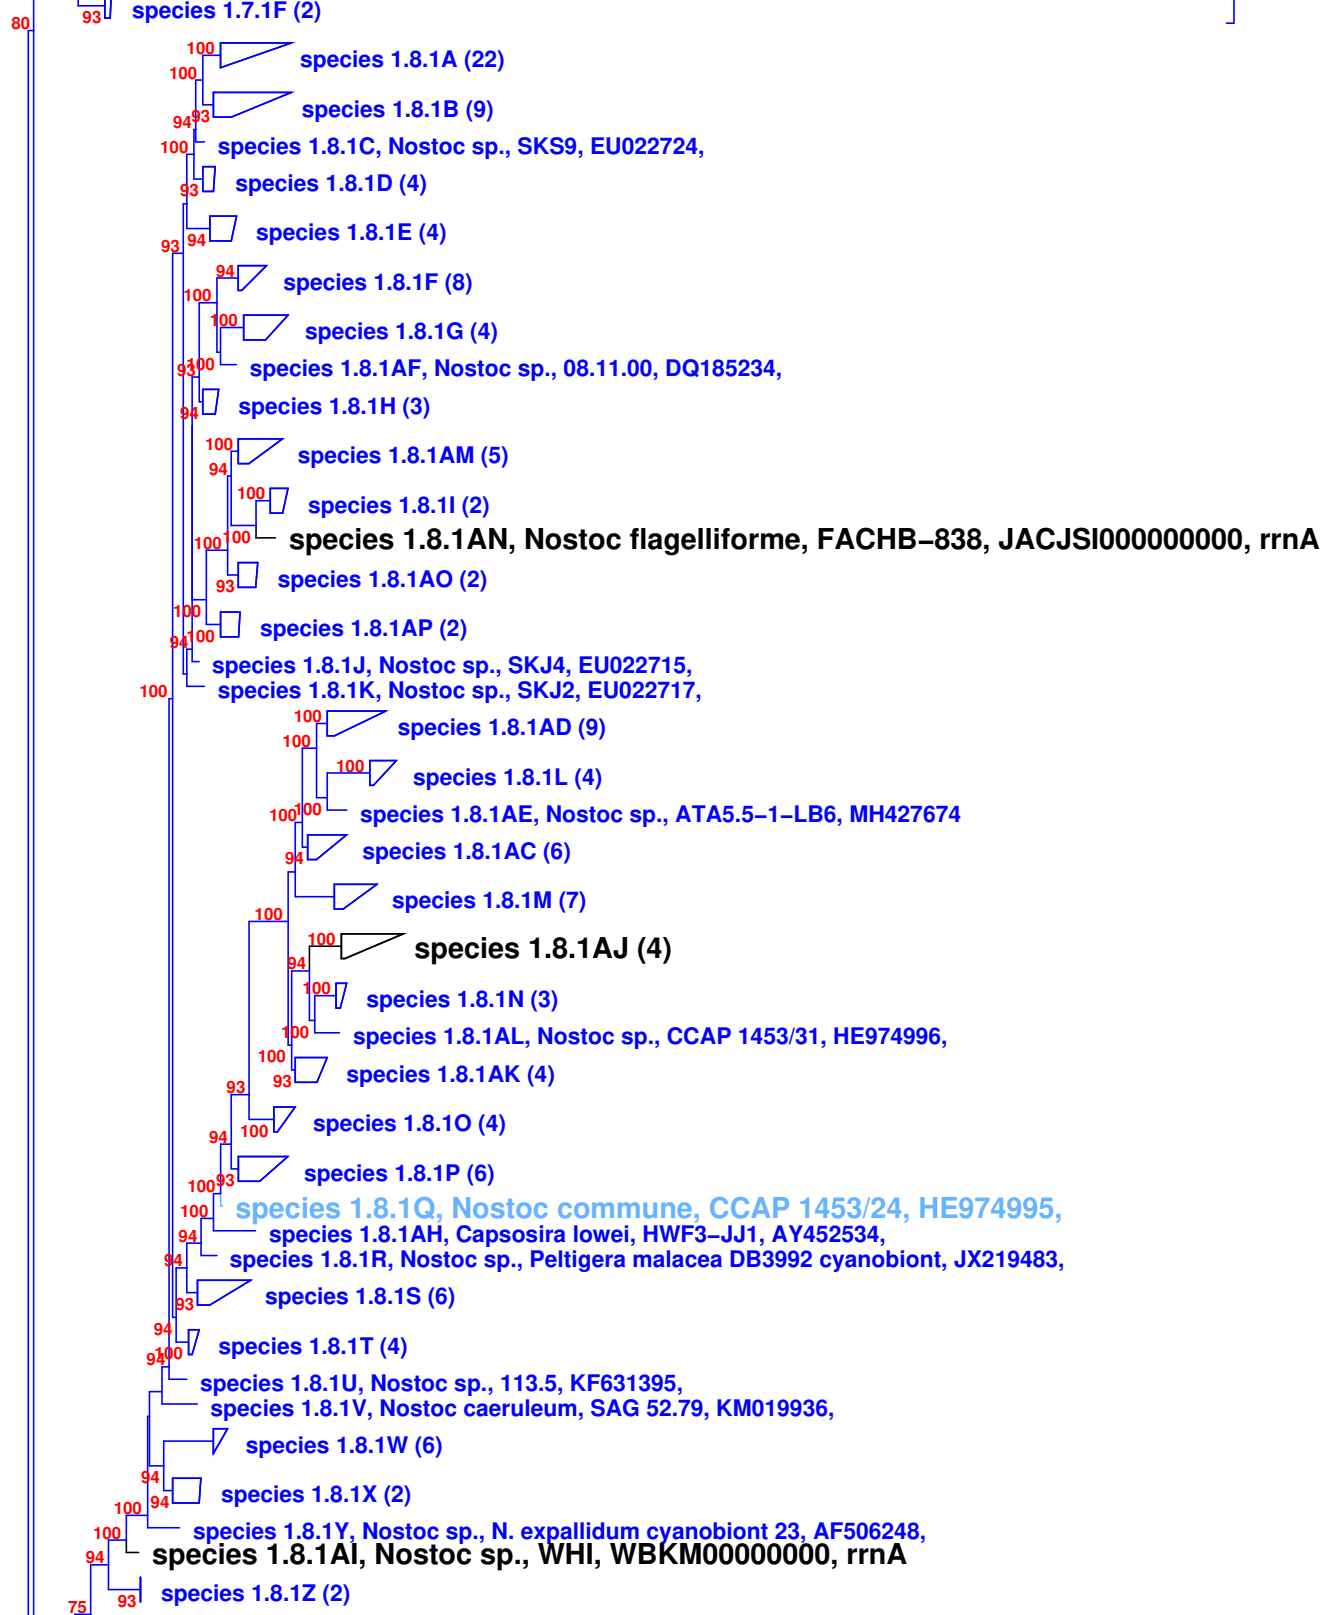 species 1.7.1F (2)
93
80
100
species 1.8.1A (22)
100
species 1.8.1B (9)
93
94
species 1.8.1C, Nostoc sp., SKS9, EU022724,
100
species 1.8.1D (4)
93
species 1.8.1E (4)
94
93
94
species 1.8.1F (8)
100
100
species 1.8.1G (4)
100
species 1.8.1AF, Nostoc sp., 08.11.00, DQ185234,
93
species 1.8.1H (3)
94
100
species 1.8.1AM (5)
94
100
species 1.8.1I (2)
100
species 1.8.1AN, Nostoc flagelliforme, FACHB−838, JACJSI000000000, rrnA
100
species 1.8.1AO (2)
93
100
species 1.8.1AP (2)
100
94
species 1.8.1J, Nostoc sp., SKJ4, EU022715,
species 1.8.1K, Nostoc sp., SKJ2, EU022717,
100
100
species 1.8.1AD (9)
100
100
species 1.8.1L (4)
100
100
species 1.8.1AE, Nostoc sp., ATA5.5−1−LB6, MH427674
species 1.8.1AC (6)
94
species 1.8.1M (7)
100
100
species 1.8.1AJ (4)
94
100
species 1.8.1N (3)
100
species 1.8.1AL, Nostoc sp., CCAP 1453/31, HE974996,
100
species 1.8.1AK (4)
93
93
species 1.8.1O (4)
100
94
species 1.8.1P (6)
93
100
species 1.8.1Q, Nostoc commune, CCAP 1453/24, HE974995,
100
species 1.8.1AH, Capsosira lowei, HWF3−JJ1, AY452534,
94
species 1.8.1R, Nostoc sp., Peltigera malacea DB3992 cyanobiont, JX219483,
94
species 1.8.1S (6)
93
94
species 1.8.1T (4)
100
94
species 1.8.1U, Nostoc sp., 113.5, KF631395,
species 1.8.1V, Nostoc caeruleum, SAG 52.79, KM019936,
species 1.8.1W (6)
94
species 1.8.1X (2)
94
100
species 1.8.1Y, Nostoc sp., N. expallidum cyanobiont 23, AF506248,
100
species 1.8.1AI, Nostoc sp., WHI, WBKM00000000, rrnA
94
species 1.8.1Z (2)
93
75